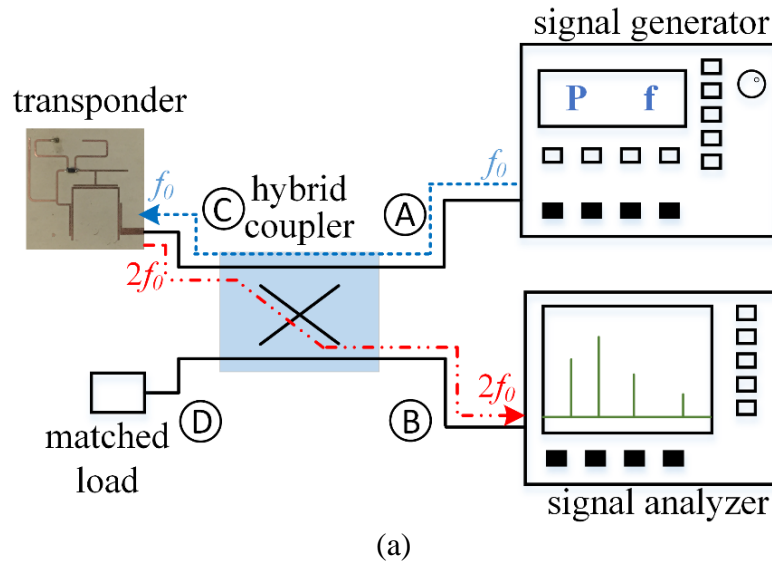 signal generator
transponder
P f
f0
f0
C
hybrid
coupler
A
2f0
2f0
D
B
matched
load
signal analyzer
(a)